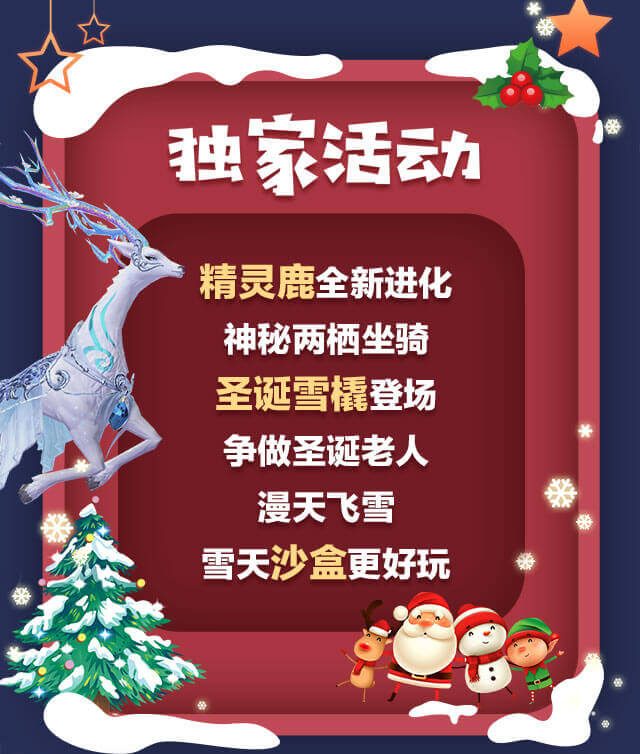 独家活动
精灵鹿全新进化
神秘两栖坐骑
圣诞雪橇登场
争做圣诞老人
漫天飞雪
雪天沙盒更好玩